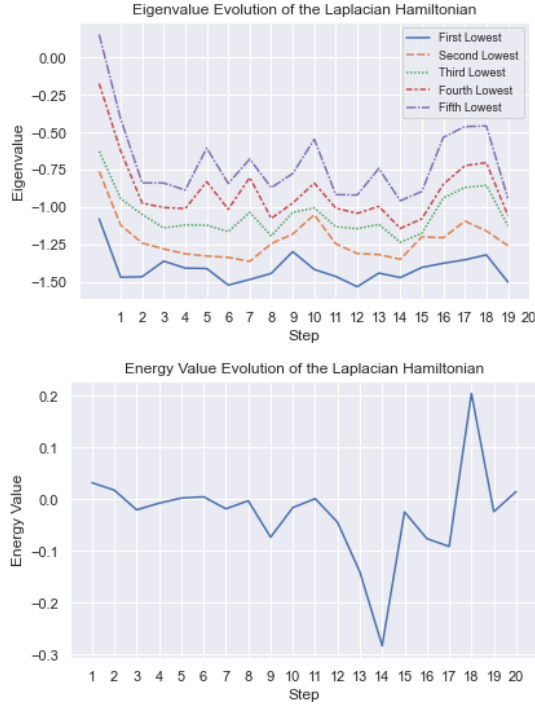 Eigenvalue Evolution of the Laplacian Hamiltonian
First Lowest
Second Lowest
Third Lowest
Fourth Lowest
Fifth Lowest
Eigenvalue
0.00
−0.25
−0.50
−0.75
−1.00
−1.25
−1.50
1 2 3 4 5 6 7 8 9 10 11 12 13 14 15 16 17 18 19 20
Step
Energy Value Evolution of the Laplacian Hamiltonian
Energy Value
0.2
0.1
0.0
−0.1
−0.2
−0.3
1 2 3 4 5 6 7 8 9 10 11 12 13 14 15 16 17 18 19 20
Step